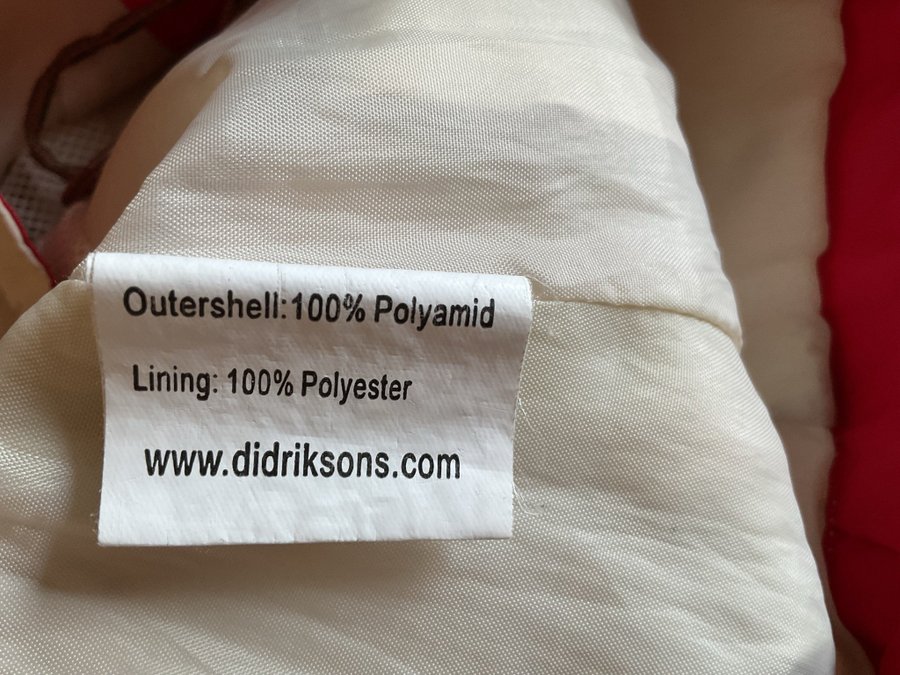 Outershell:100% Polyamid
Lining: 100% Polyester
www.didriksons.com